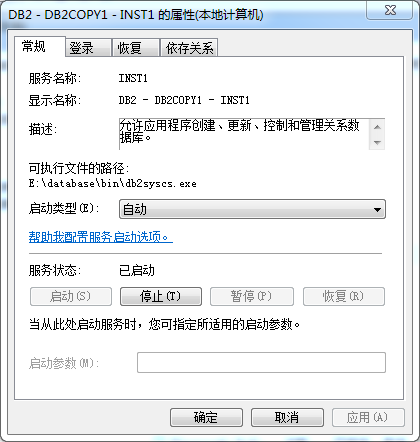 DB2 - DB2COPY1 - INST1 的属性(本地计算机)
常规 登录 恢复 依存关系
服务名称: INST1
显示名称: DB2 - DB2COPY1 - INST1
描述: 允许应用程序创建、更新、控制和管理关系数据库。
可执行文件的路径:
E:\database\bin\db2syscs.exe
启动类型(E): 自动
帮助我配置服务启动选项。
服务状态: 已启动
启动(S) 停止(T) 暂停(P) 恢复(R)
当从此处启动服务时，您可指定所适用的启动参数。
启动参数(M):
确定 取消 应用(A)